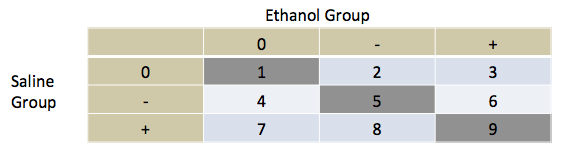 Ethanol Group
0 - +
Saline Group
0 1 2 3
- 4 5 6
+ 7 8 9